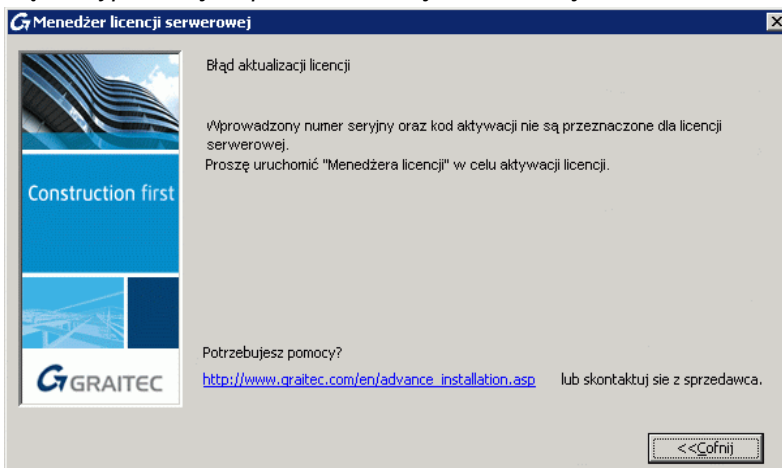 Menedżer licencji serwerowej
Błąd aktualizacji licencji
Wprowadzony numer seryjny oraz kod aktywacji nie są przeznaczone dla licencji
serwerowej.
Proszę uruchomić "Menedżera licencji" w celu aktywacji licencji.
Construction first
Potrzebujesz pomocy?
GRAITEC
http://www.graitec.com/en/advance_installation.asp lub skontaktuj sie z sprzedawca.
<<Cofnij